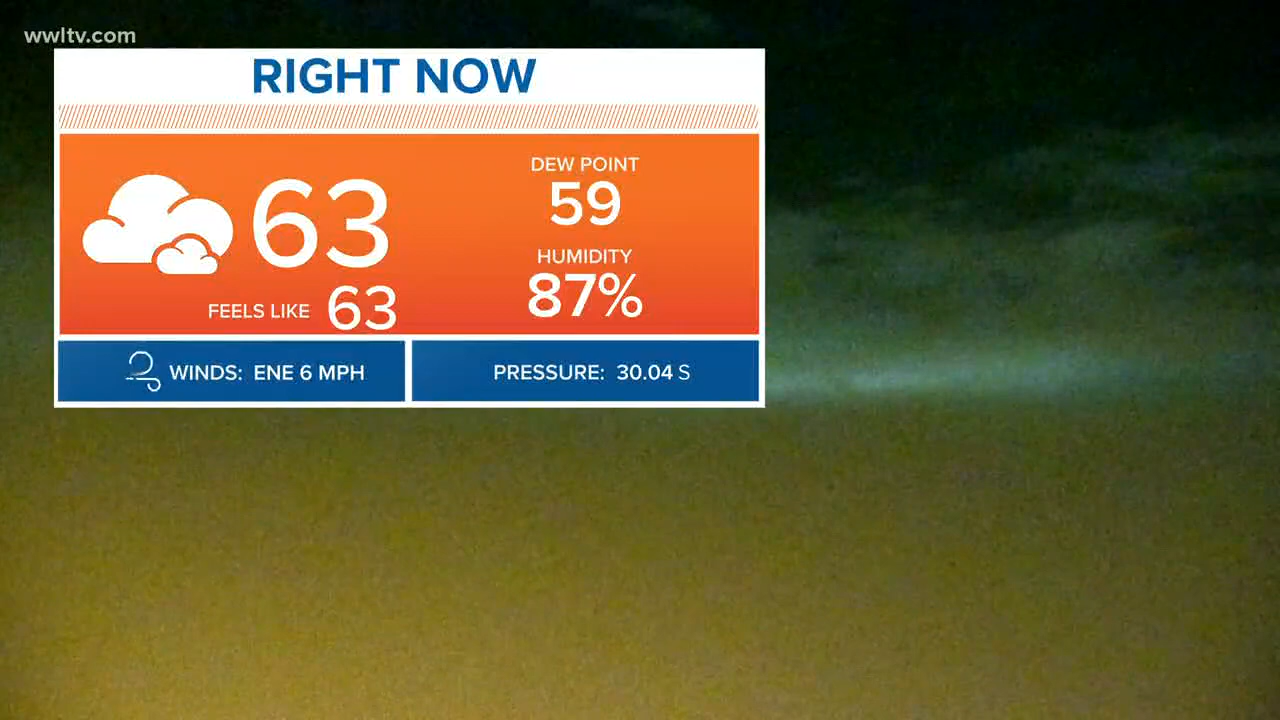 wwltv.com
RIGHT NOW
63
FEELS LIKE 63
DEW POINT
59
HUMIDITY
87%
WINDS: ENE 6 MPH
PRESSURE: 30.04 S